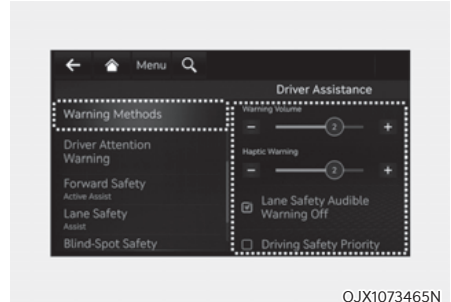 Menu
Driver Assistance
Warning Methods
Warning Volume
2
Driver Attention
Warning
Haptic Warning
2
Forward Safety
Active Assist
Lane Safety
Assist
Lane Safety Audible
Warning Off
Blind-Spot Safety
Driving Safety Priority
OJX1073465N